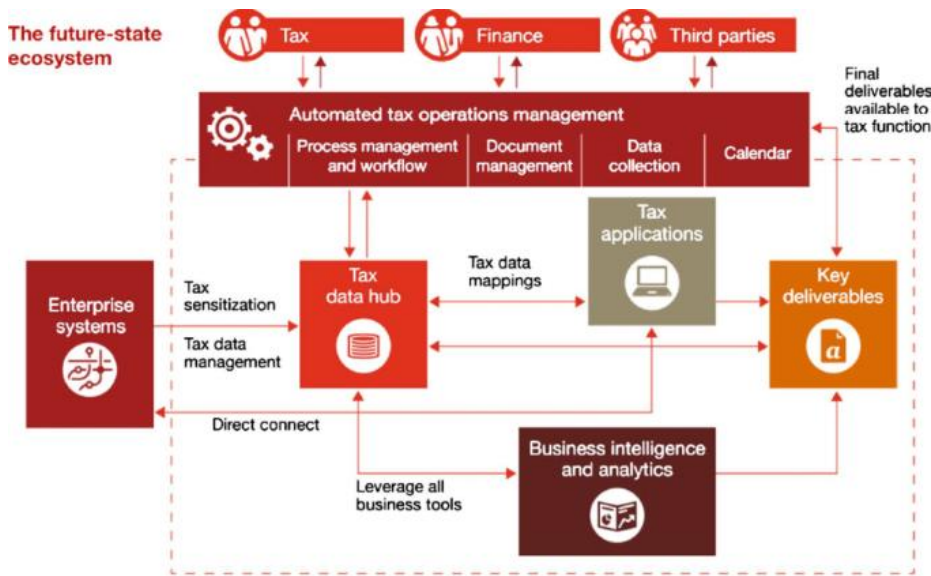 The future-state
ecosystem
Tax
Finance
Third parties
Final
deliverables
available to
tax function
Automated tax operations management
Process management
and workflow
Document
management
Data
collection
Calendar
Tax
applications
Enterprise
systems
Tax
sensitization
Tax data
management
Tax
data hub
Tax data
mappings
Key
deliverables
a
Direct connect
Business intelligence
and analytics
Leverage all
business tools